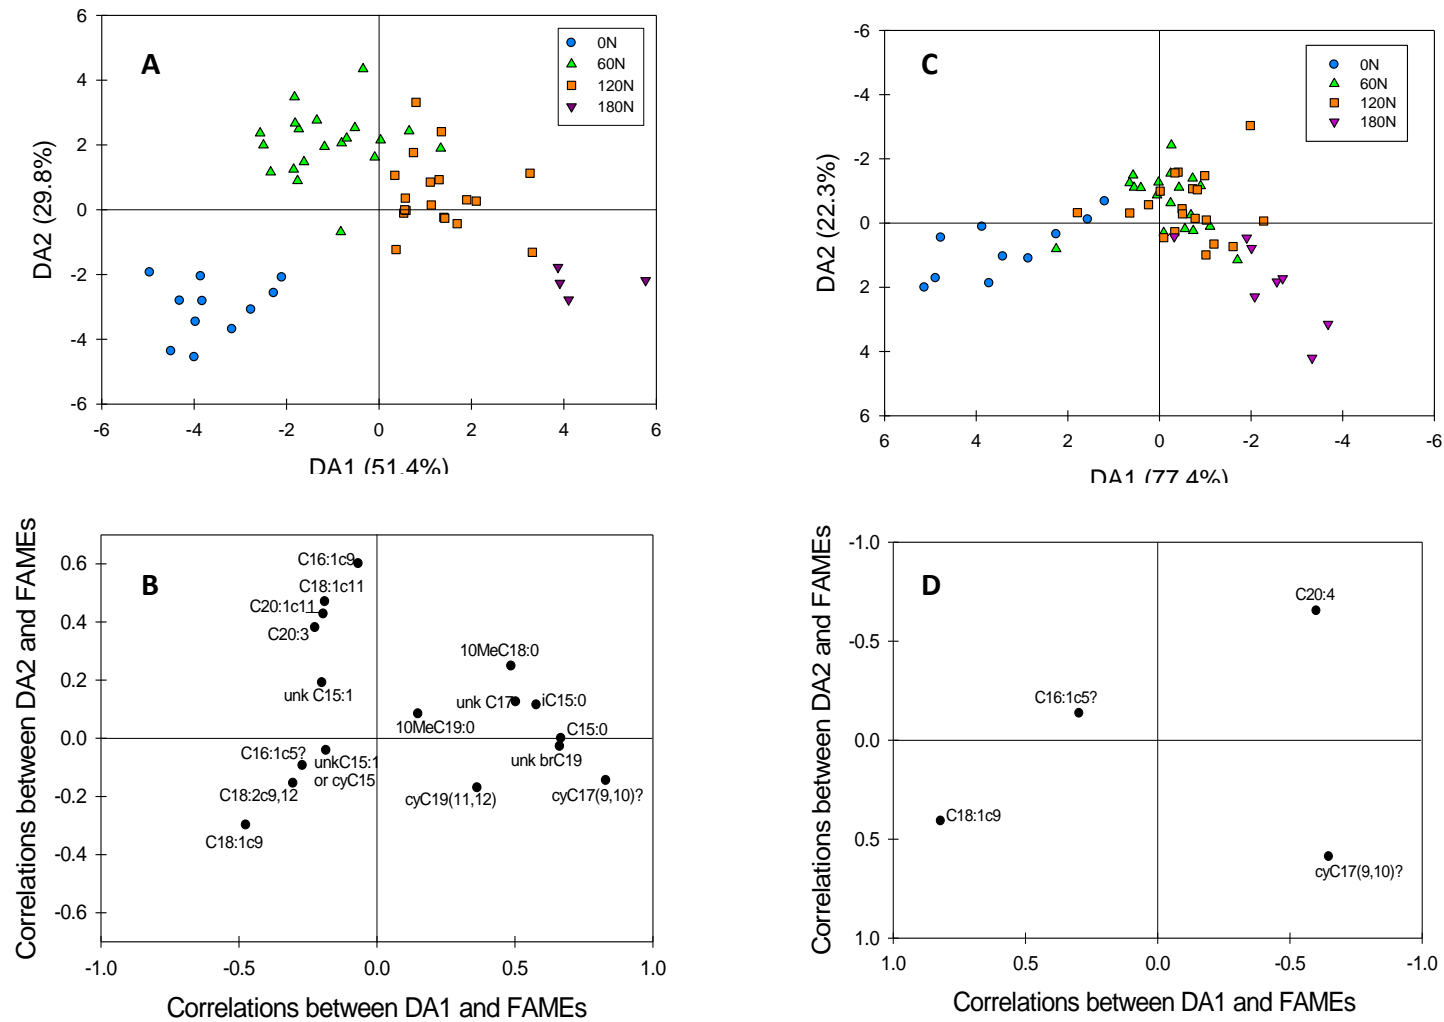 A
0N
60N
120N
180N
6
4
2
0
-2
-4
-6
-6
-4
-2
0
2
4
6
DA2 (29.8%)
DA1 (51.4%)
C
0N
60N
120N
180N
-6
-4
-2
0
2
4
6
6
4
2
0
-2
-4
-6
DA2 (22.3%)
DA1 (77.4%)
B
Correlations between DA2 and FAMEs
0.6
0.4
0.2
0.0
-0.2
-0.4
-0.6
C16:1c9
C18:1c11
C20:1c11
C20:3
unk C15:1
10MeC18:0
unk C17
iC15:0
10MeC19:0
C15:0
unk brC19
C16:1c5?
unkC15:1
or cyC15
C18:2c9,12
C18:1c9
cyC19(11,12)
cyC17(9,10)?
-1.0
-0.5
0.0
0.5
1.0
Correlations between DA1 and FAMEs
D
Correlations between DA2 and FAMEs
-1.0
-0.5
0.0
0.5
1.0
C20:4
C16:1c5?
C18:1c9
cyC17(9,10)?
1.0
0.5
0.0
-0.5
-1.0
Correlations between DA1 and FAMEs